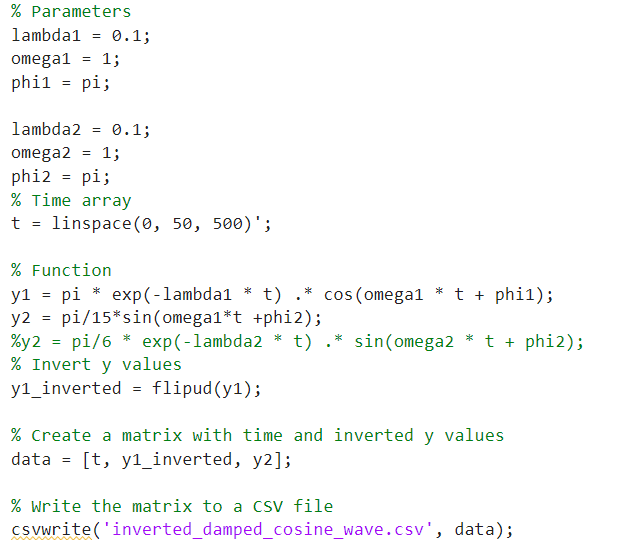 % Parameters
lambda1 = 0.1;
omega1 = 1;
phi1 = pi;
lambda2 = 0.1;
omega2 = 1;
phi2 = pi;
% Time array
t = linspace(0, 50, 500)';
% Function
y1 = pi * exp(-lambda1 * t) .* cos(omega1 * t + phi1);
y2 = pi/15*sin(omega1*t +phi2);
%y2 = pi/6 * exp(-lambda2 * t) .* sin(omega2 * t + phi2);
% Invert y values
y1_inverted = flipud(y1);
% Create a matrix with time and inverted y values
data = [t, y1_inverted, y2];
% Write the matrix to a CSV file
csvwrite('inverted_damped_cosine_wave.csv', data);